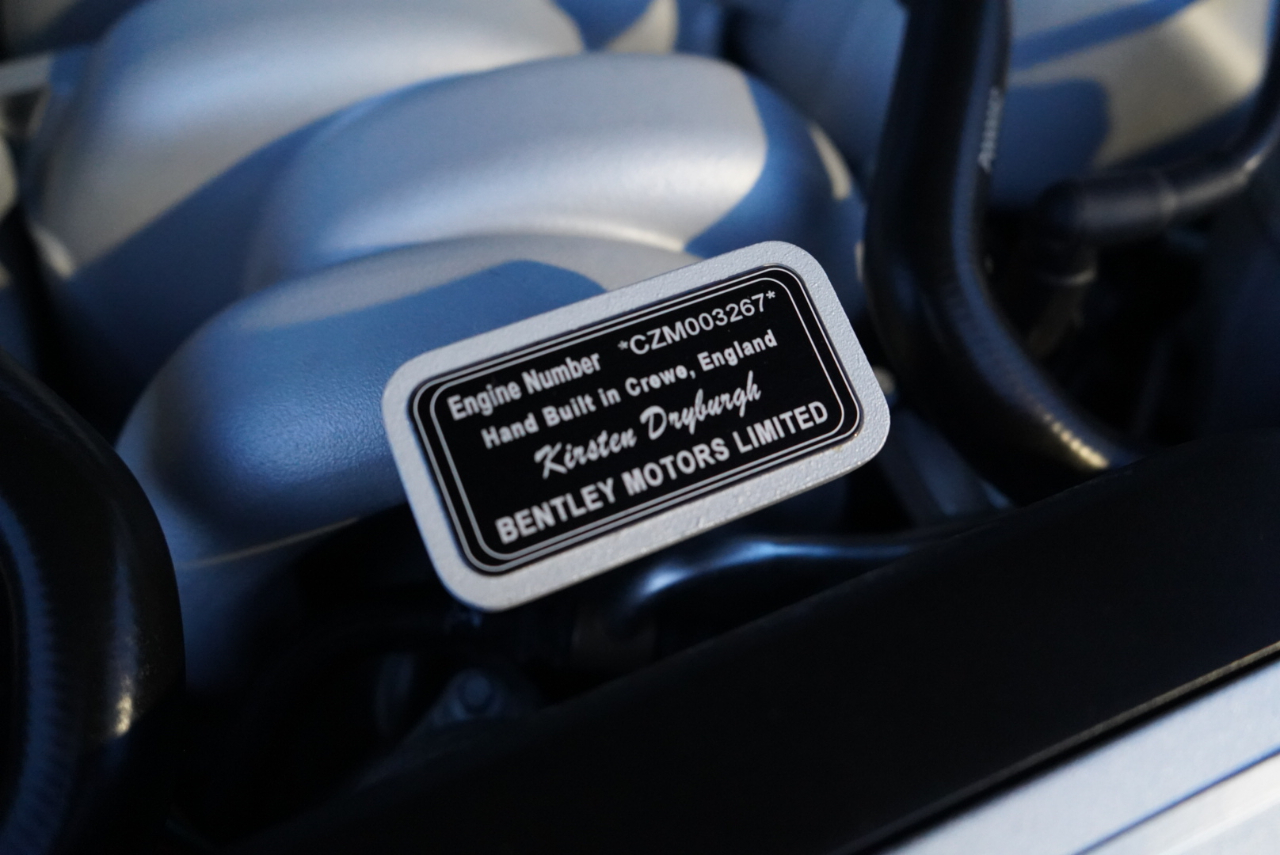 Engine Number *CZM003267*
Hand Built in Crewe, England
Kirsten Dryburgh
BENTLEY MOTORS LIMITED